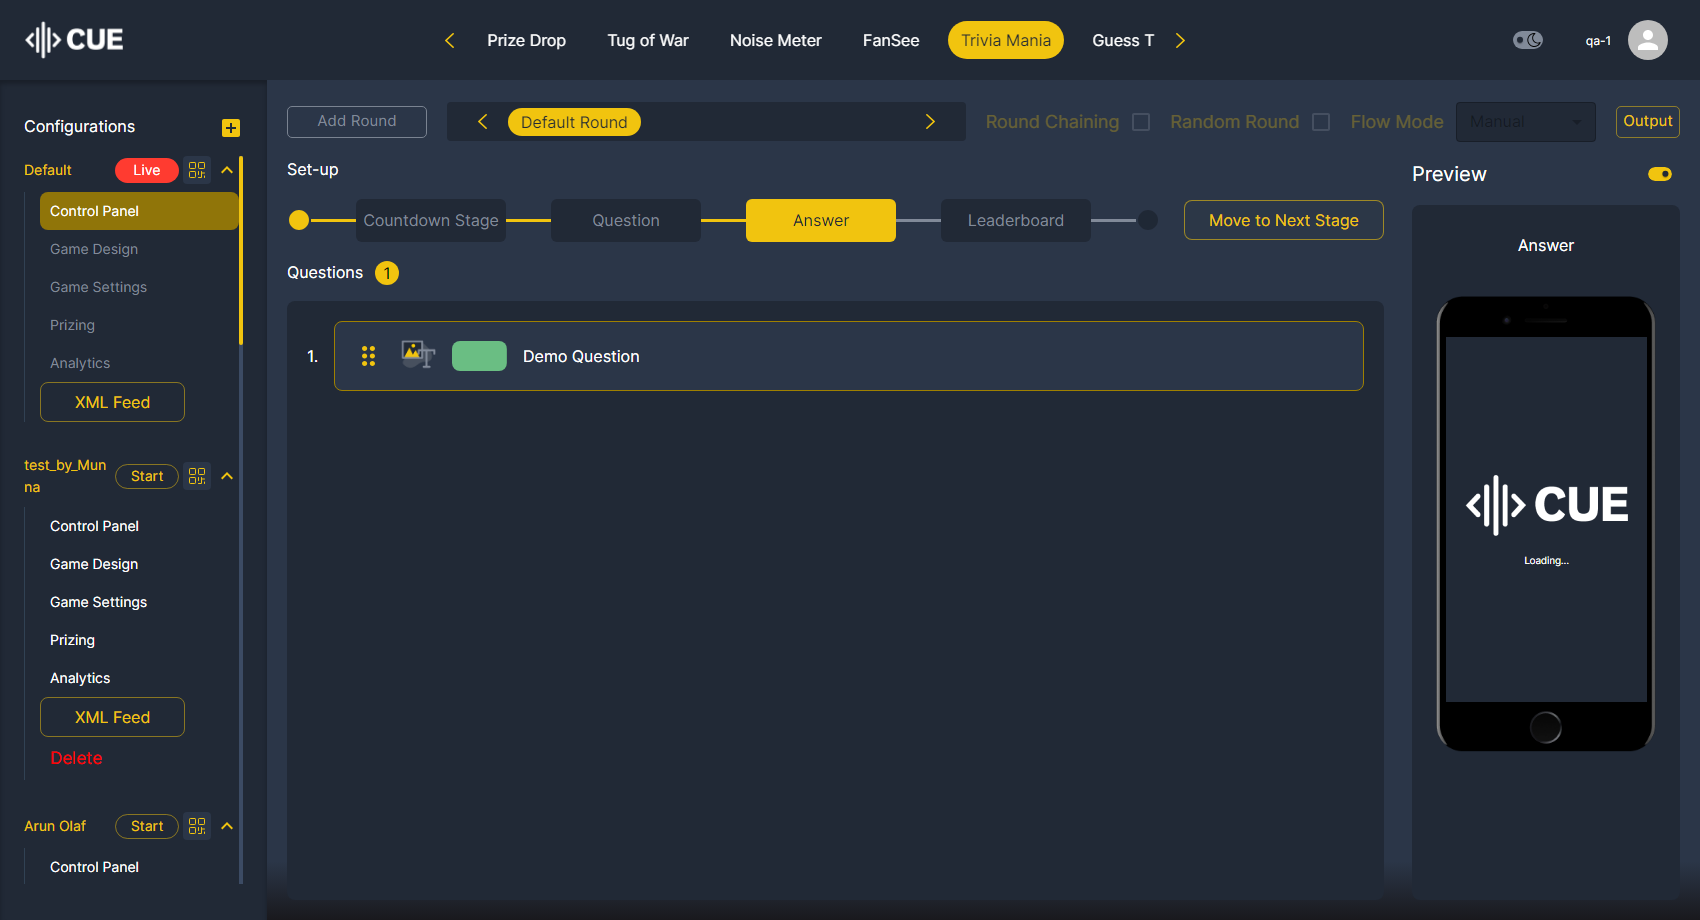 CUE
Prize Drop
Tug of War
Noise Meter
FanSee
Trivia Mania
Guess T
qa-1
Configurations
Default
Live
Control Panel
Game Design
Game Settings
Prizing
Analytics
XML Feed
test_by_Mun
na
Start
Control Panel
Game Design
Game Settings
Prizing
Analytics
XML Feed
Delete
Arun Olaf
Start
Control Panel
Add Round
Default Round
Round Chaining
Random Round
Flow Mode
Manual
Output
Set-up
Countdown Stage
Question
Answer
Leaderboard
Move to Next Stage
Questions 1
1.
Demo Question
Preview
Answer
CUE
Loading...